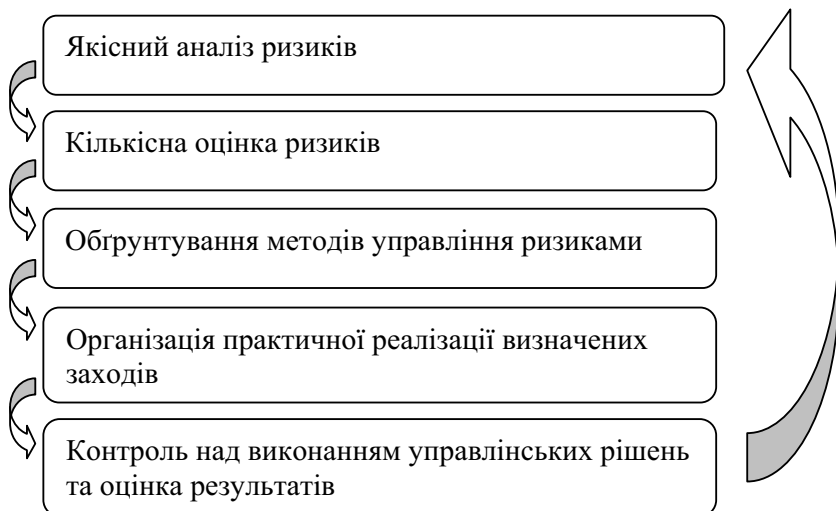 Якісний аналіз ризиків
Кількісна оцінка ризиків
Обґрунтування методів управління ризиками
Організація практичної реалізації визначених
заходів
Контроль над виконанням управлінських рішень
та оцінка результатів